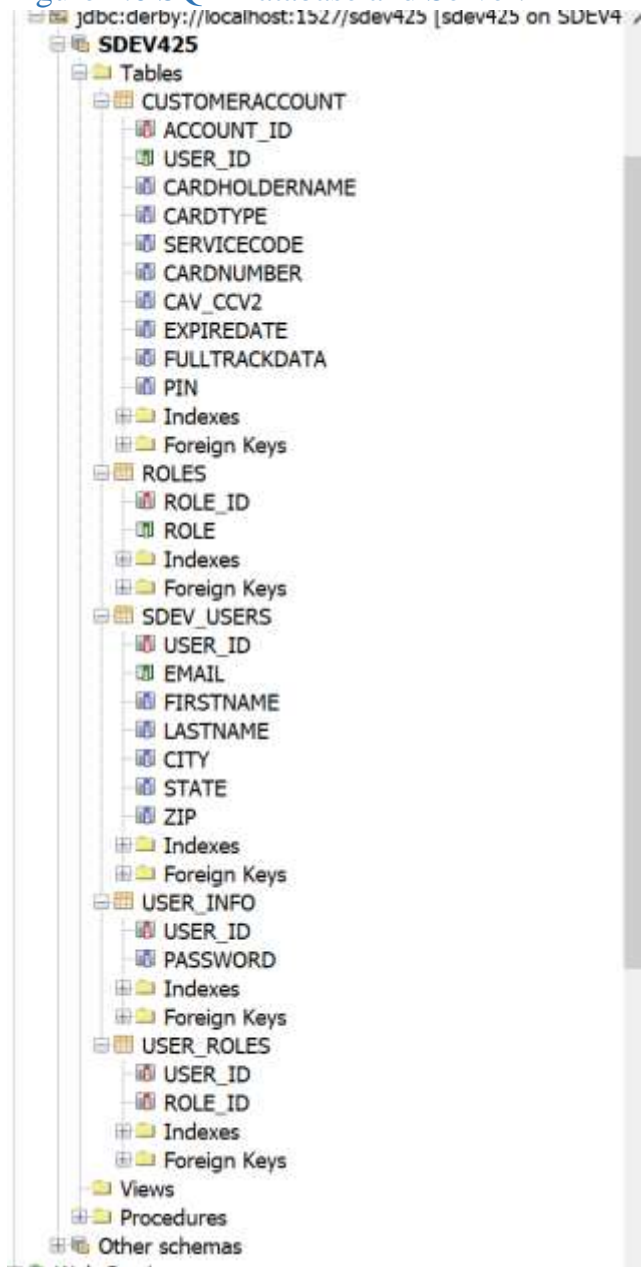 jdbc:derby://localhost:1527/sdev425 [sdev425 on SDEV4
SDEV425
Tables
CUSTOMERACCOUNT
ACCOUNT_ID
USER_ID
CARDHOLDERNAME
CARDTYPE
SERVICECODE
CARDNUMBER
CAV_CCV2
EXPIREDATE
FULLTRACKDATA
PIN
Indexes
Foreign Keys
ROLES
ROLE_ID
ROLE
Indexes
Foreign Keys
SDEV_USERS
USER_ID
EMAIL
FIRSTNAME
LASTNAME
CITY
STATE
ZIP
Indexes
Foreign Keys
USER_INFO
USER_ID
PASSWORD
Indexes
Foreign Keys
USER_ROLES
USER_ID
ROLE_ID
Indexes
Foreign Keys
Views
Procedures
Other schemas